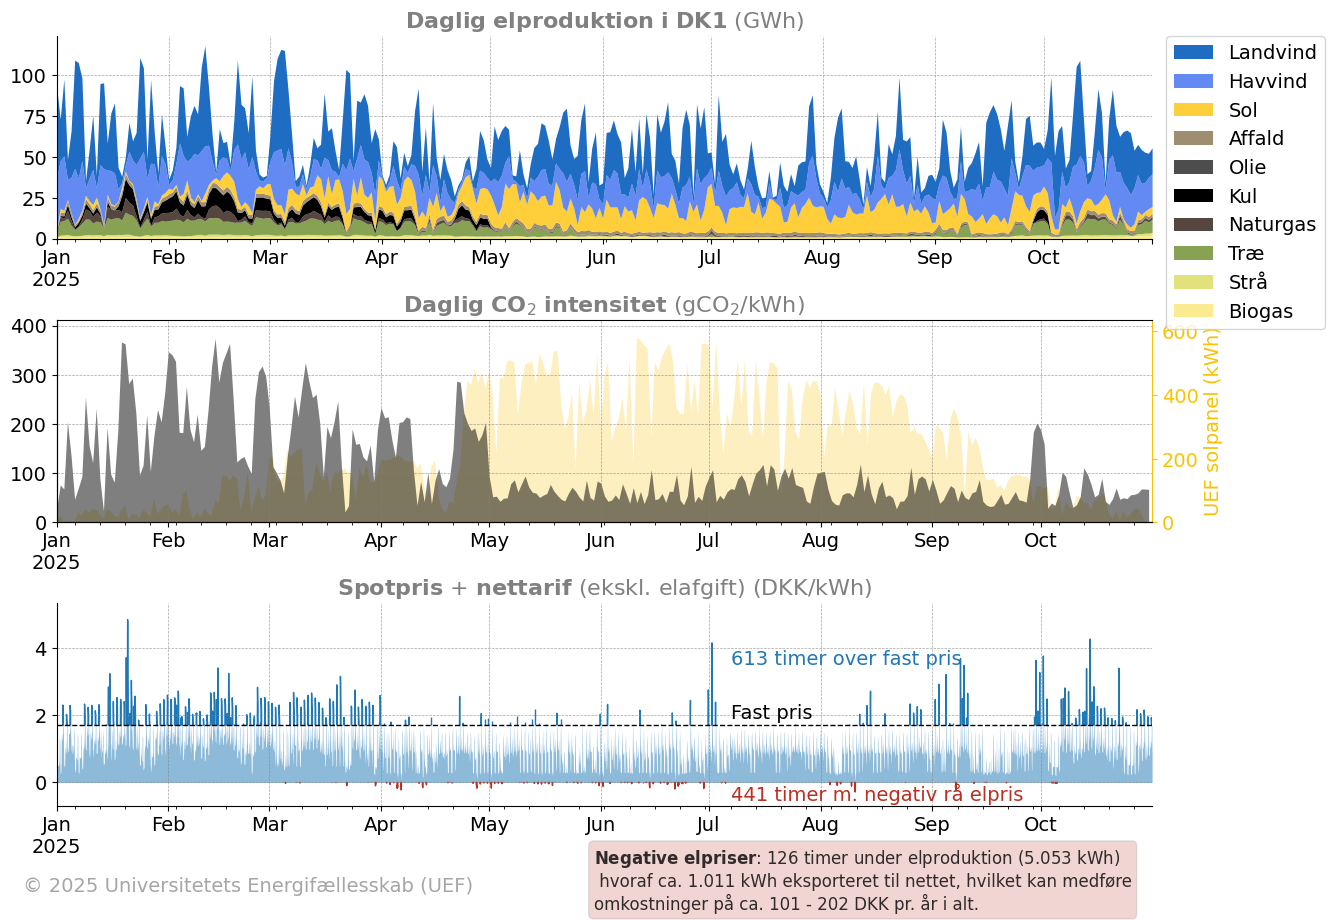 Daglig elproduktion i DK1 (GWh)
100
75
50
25
0
Jan Feb Mar Apr May Jun Jul Aug Sep Oct
2025
Landvind
Havvind
Sol
Affald
Olie
Kul
Naturgas
Træ
Strå
Biogas
Daglig CO₂ intensitet (gCO₂/kWh)
400
300
200
100
0
600
400
200
0
UEF solpanel (kWh)
Jan Feb Mar Apr May Jun Jul Aug Sep Oct
2025
Spotpris + nettarif (ekskl. elafgift) (DKK/kWh)
4
2
0
613 timer over fast pris
Fast pris
441 timer m. negativ rå elpris
Jan Feb Mar Apr May Jun Jul Aug Sep Oct
2025
Negative elpriser: 126 timer under elproduktion (5.053 kWh)
hvoraf ca. 1.011 kWh eksporteret til nettet, hvilket kan medføre
omkostninger på ca. 101 - 202 DKK pr. år i alt.
© 2025 Universitetets Energifællesskab (UEF)